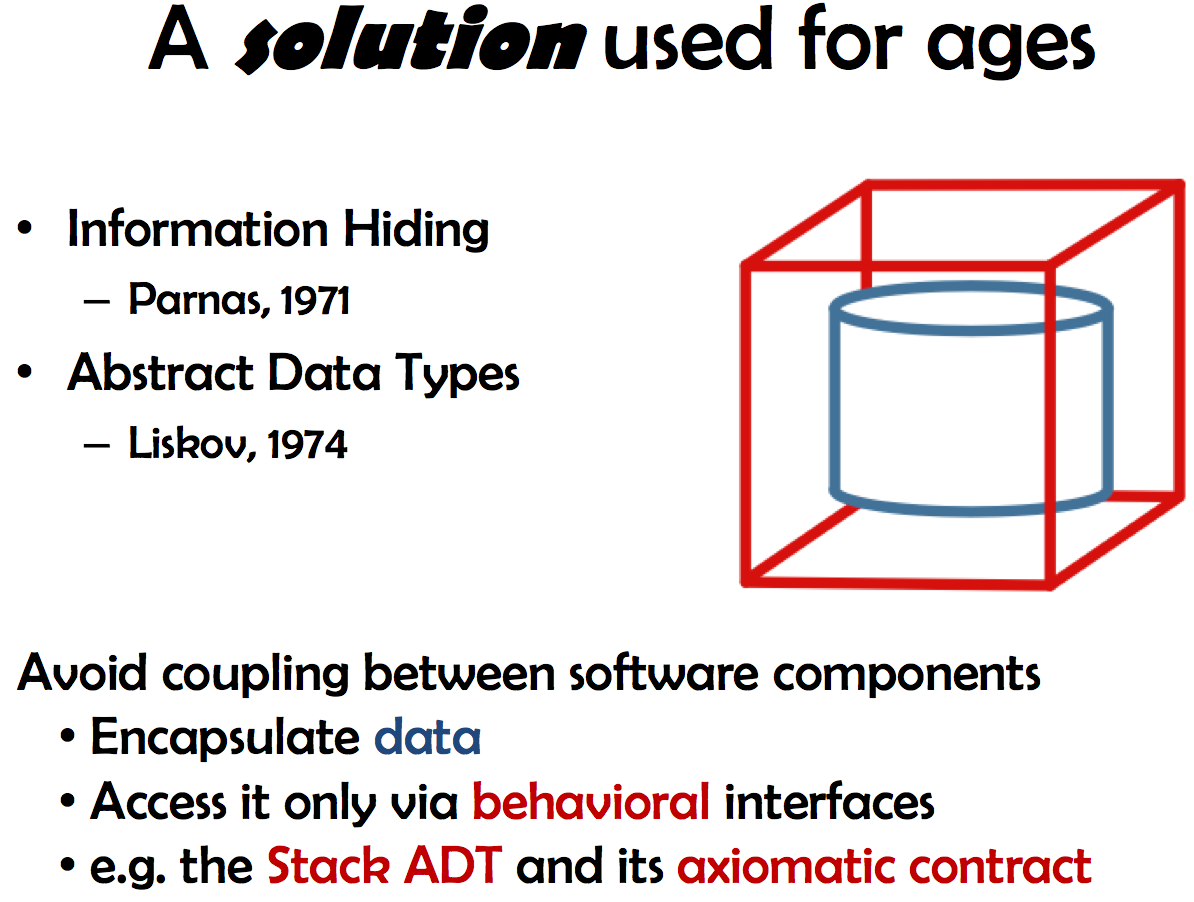 A solution used for ages
• Information Hiding
– Parnas, 1971
• Abstract Data Types
– Liskov, 1974
Avoid coupling between software components
• Encapsulate data
• Access it only via behavioral interfaces
• e.g. the Stack ADT and its axiomatic contract